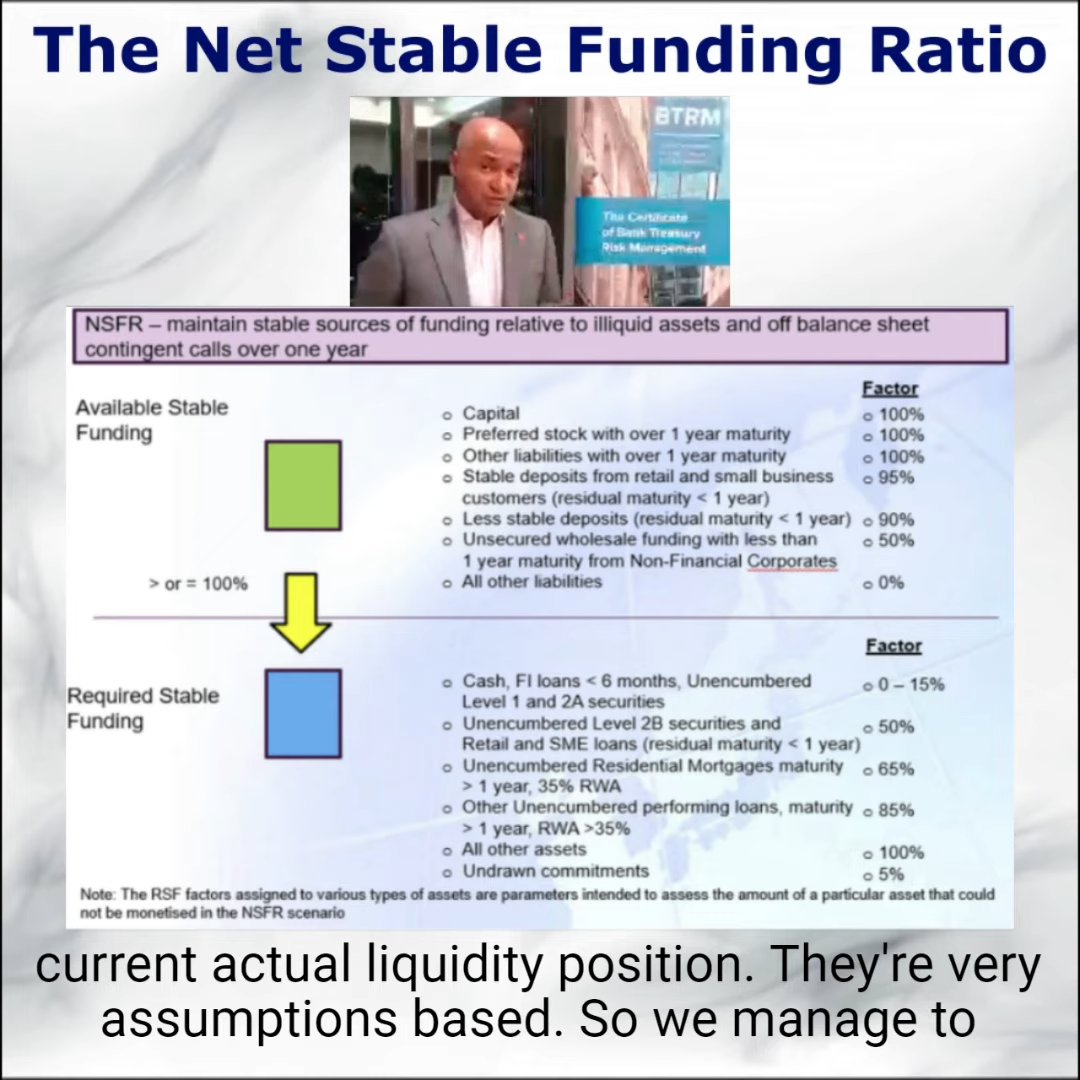 The Net Stable Funding Ratio
BTRM
The Certificate
of Bank Treasury
Risk Management
NSFR – maintain stable sources of funding relative to illiquid assets and off balance sheet
contingent calls over one year
Factor
Available Stable
Funding
Capital
100%
Preferred stock with over 1 year maturity
100%
Other liabilities with over 1 year maturity
100%
Stable deposits from retail and small business
95%
customers (residual maturity < 1 year)
Less stable deposits (residual maturity < 1 year)
90%
Unsecured wholesale funding with less than
50%
1 year maturity from Non-Financial Corporates
All other liabilities
0%
> or = 100%
Factor
Required Stable
Funding
Cash, FI loans < 6 months, Unencumbered
0 – 15%
Level 1 and 2A securities
Unencumbered Level 2B securities and
50%
Retail and SME loans (residual maturity < 1 year)
Unencumbered Residential Mortgages maturity
65%
> 1 year, 35% RWA
Other Unencumbered performing loans, maturity
85%
> 1 year, RWA >35%
All other assets
100%
Undrawn commitments
5%
Note: The RSF factors assigned to various types of assets are parameters intended to assess the amount of a particular asset that could
not be monetised in the NSFR scenario
current actual liquidity position. They're very
assumptions based. So we manage to